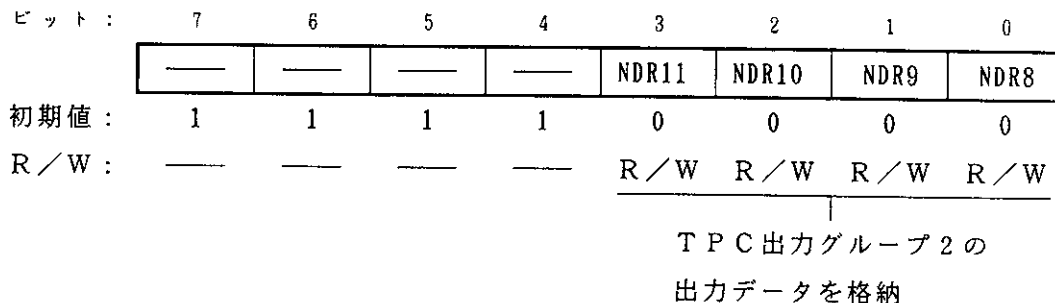 ビット： 7 6 5 4 3 2 1 0
―― ―― ―― ―― NDR11 NDR10 NDR9 NDR8
初期値： 1 1 1 1 0 0 0 0
R／W： ―― ―― ―― ―― R／W R／W R／W R／W
TPC出力グループ2の
出力データを格納